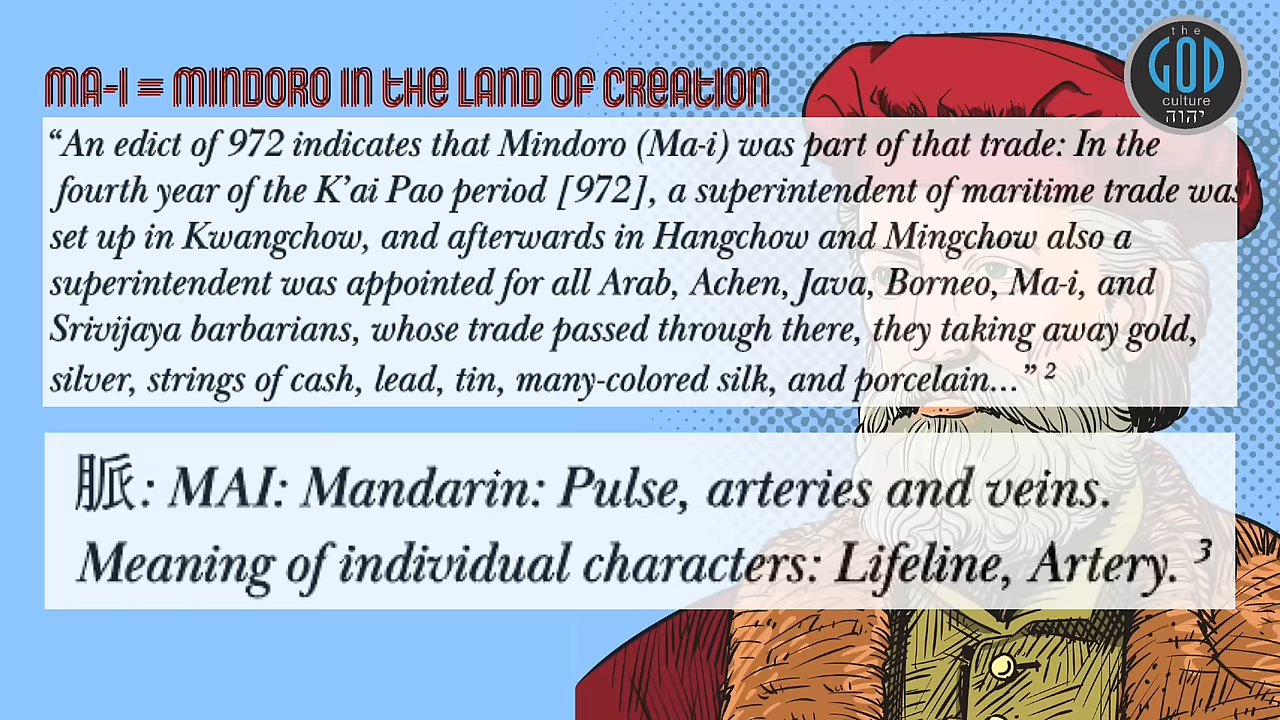 the
GOD
culture
יהוה
MA-I = MINDORO IN the LAND OF CREATION
“An edict of 972 indicates that Mindoro (Ma-i) was part of that trade: In the
fourth year of the K’ai Pao period [972], a superintendent of maritime trade was
set up in Kwangchow, and afterwards in Hangchow and Mingchow also a
superintendent was appointed for all Arab, Achen, Java, Borneo, Ma-i, and
Srivijaya barbarians, whose trade passed through there, they taking away gold,
silver, strings of cash, lead, tin, many-colored silk, and porcelain...” 2
脈: MAI: Mandarin: Pulse, arteries and veins.
Meaning of individual characters: Lifeline, Artery. 3